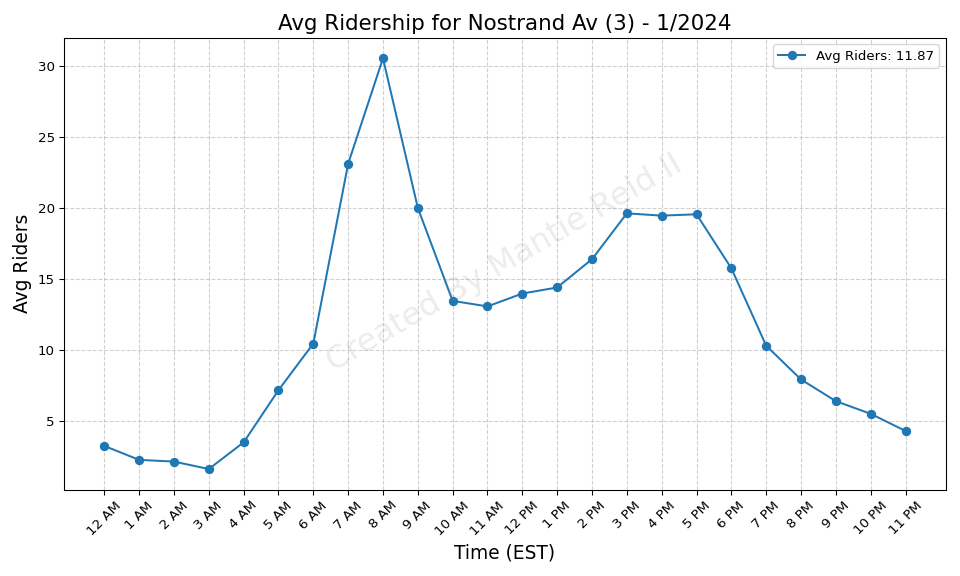 Avg Ridership for Nostrand Av (3) - 1/2024
Avg Riders: 11.87
30
25
20
15
10
5
Avg Riders
Created By Mantie Reid II
12 AM
1 AM
2 AM
3 AM
4 AM
5 AM
6 AM
7 AM
8 AM
9 AM
10 AM
11 AM
12 PM
1 PM
2 PM
3 PM
4 PM
5 PM
6 PM
7 PM
8 PM
9 PM
10 PM
11 PM
Time (EST)